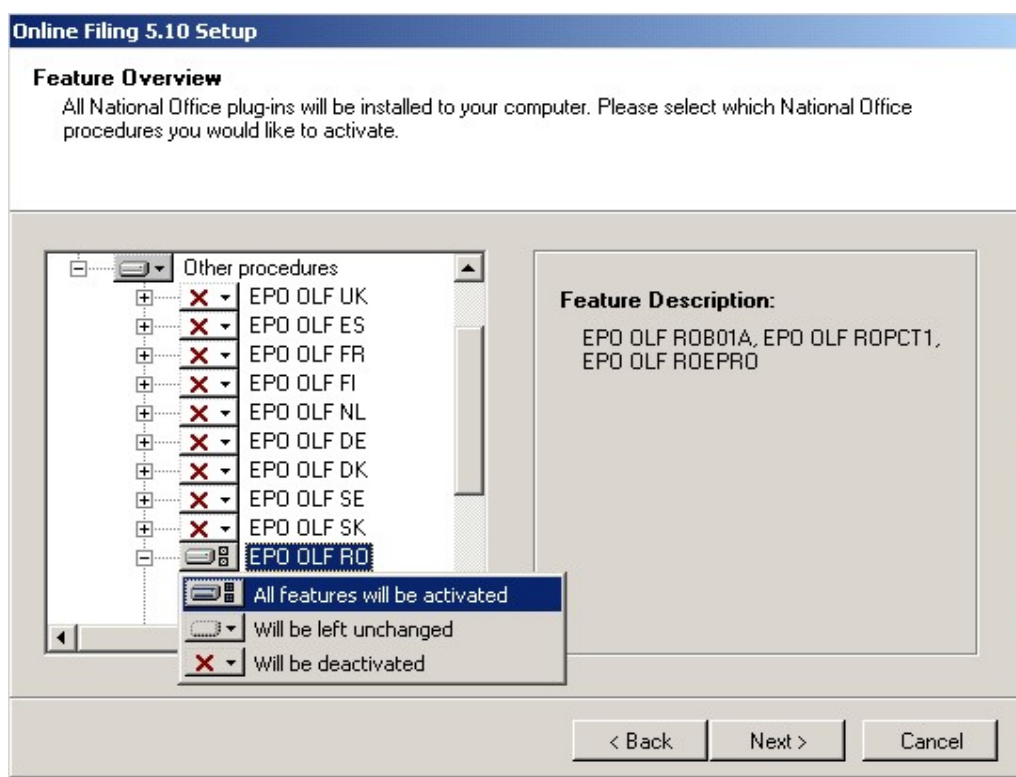 Online Filing 5.10 Setup
Feature Overview
All National Office plug-ins will be installed to your computer. Please select which National Office
procedures you would like to activate.
Other procedures
EPO OLF UK
EPO OLF ES
EPO OLF FR
EPO OLF FI
EPO OLF NL
EPO OLF DE
EPO OLF DK
EPO OLF SE
EPO OLF SK
EPO OLF RO
All features will be activated
Will be left unchanged
Will be deactivated
Feature Description:
EPO OLF ROB01A, EPO OLF ROPCT1,
EPO OLF ROEPRO
< Back Next > Cancel